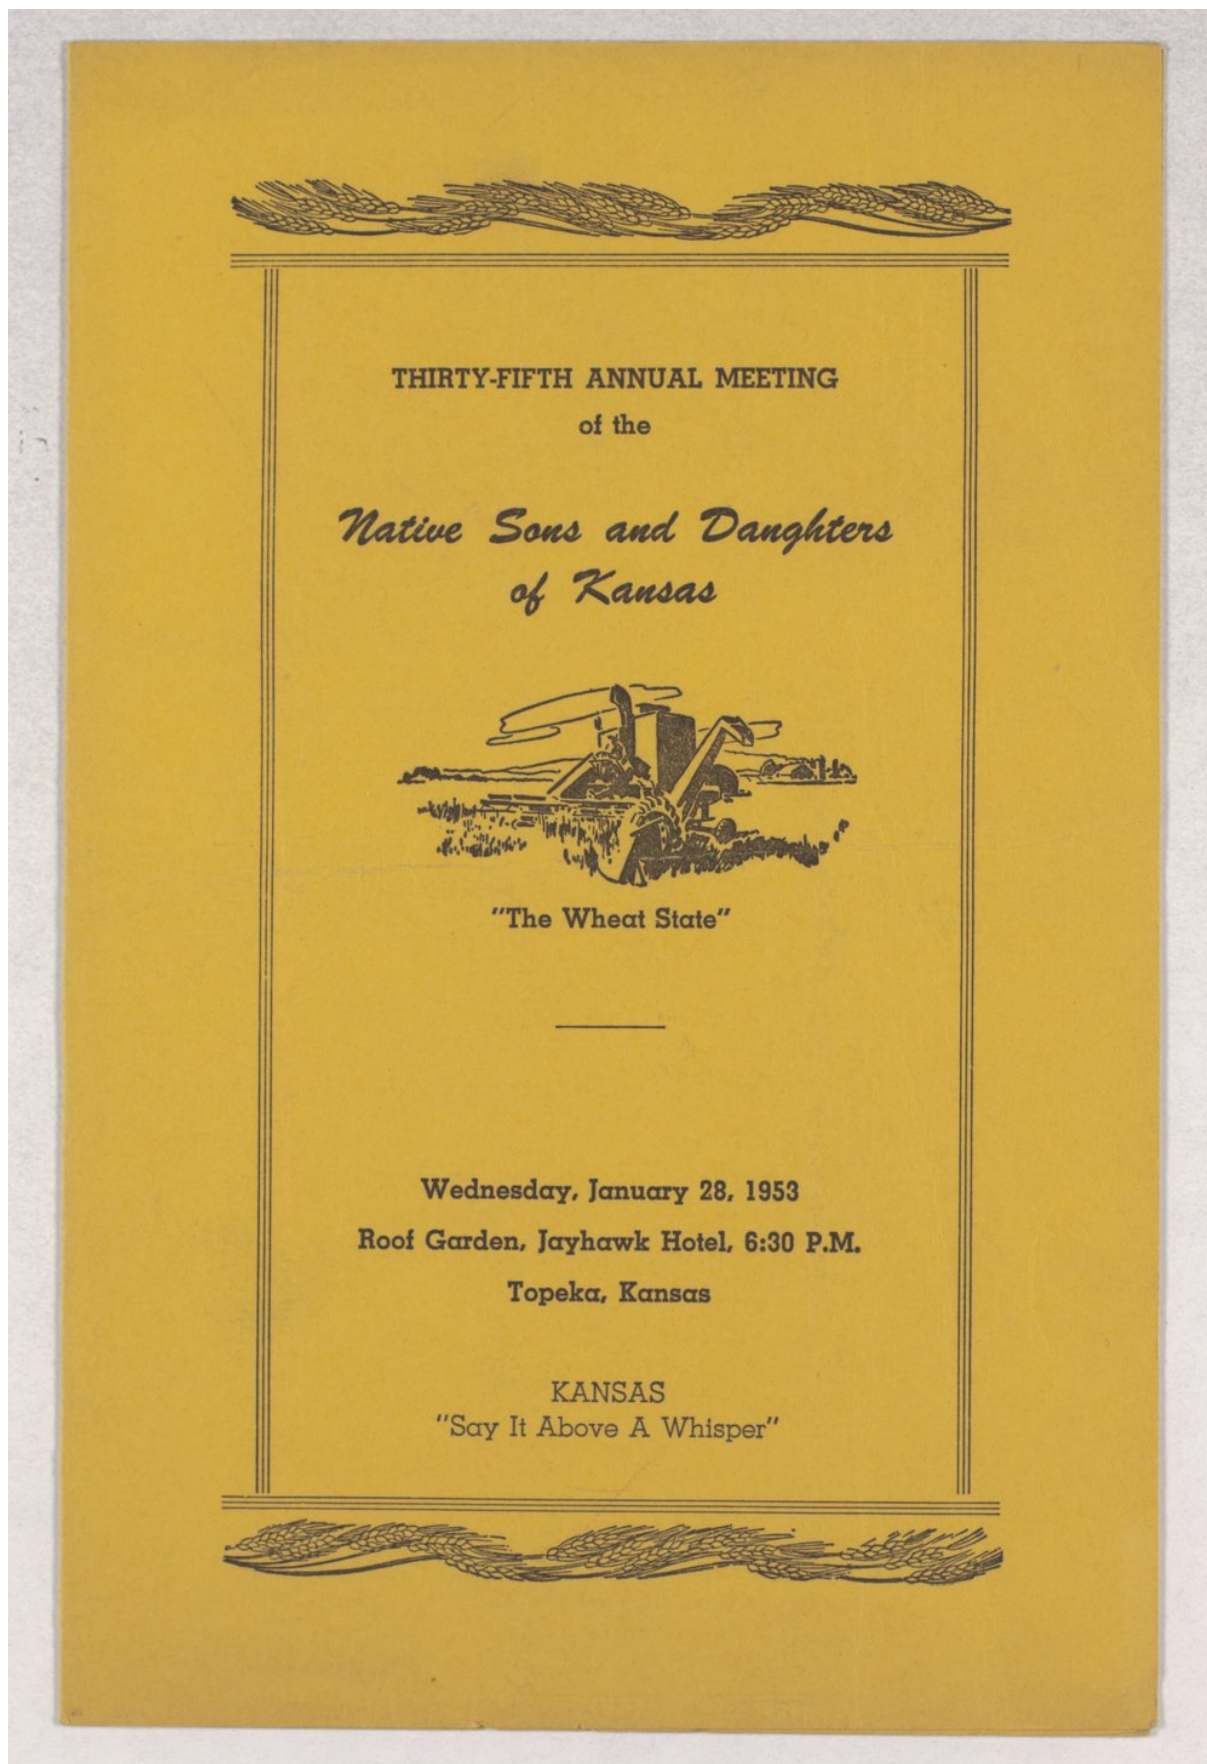 THIRTY-FIFTH ANNUAL MEETING
of the
Native Sons and Danghters
of Kansas
"The Wheat State"
Wednesday, January 28, 1953
Roof Garden, Jayhawk Hotel, 6:30 P.M.
Topeka, Kansas
KANSAS
"Say It Above A Whisper"